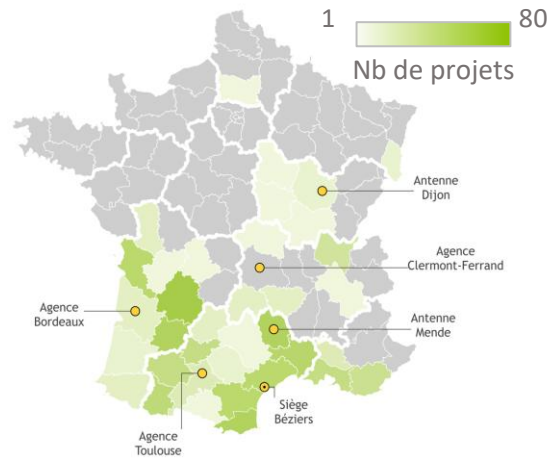 1 80
Nb de projets
Antenne
Dijon
Agence
Clermont-Ferrand
Agence
Bordeaux
Antenne
Mende
Siège
Béziers
Agence
Toulouse